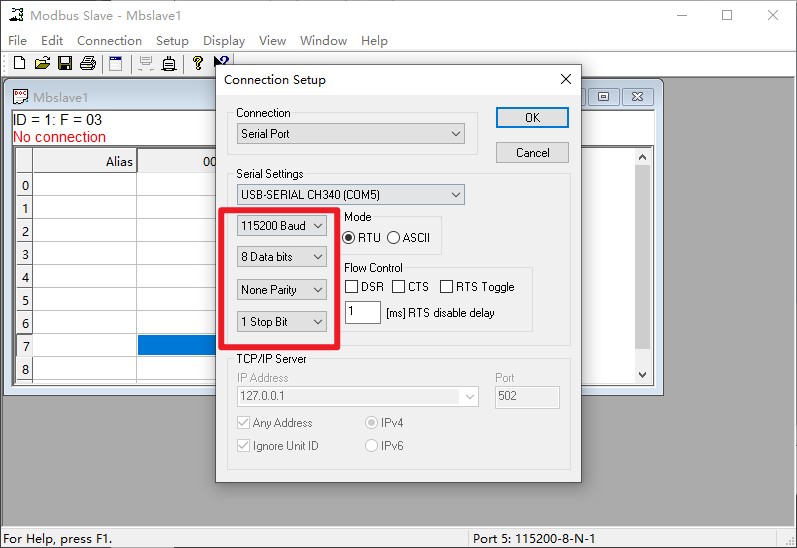 Modbus Slave - Mbslave1
File Edit Connection Setup Display View Window Help
Mbslave1
ID = 1: F = 03
No connection
Alias 00
0
1
2
3
4
5
6
7
8
Connection Setup
Connection
Serial Port
OK
Cancel
Serial Settings
USB-SERIAL CH340 (COM5)
115200 Baud
8 Data bits
None Parity
1 Stop Bit
Mode
RTU ASCII
Flow Control
DSR CTS RTS Toggle
1 [ms] RTS disable delay
TCP/IP Server
IP Address Port
127.0.0.1 502
Any Address IPv4
Ignore Unit ID IPv6
For Help, press F1. Port 5: 115200-8-N-1